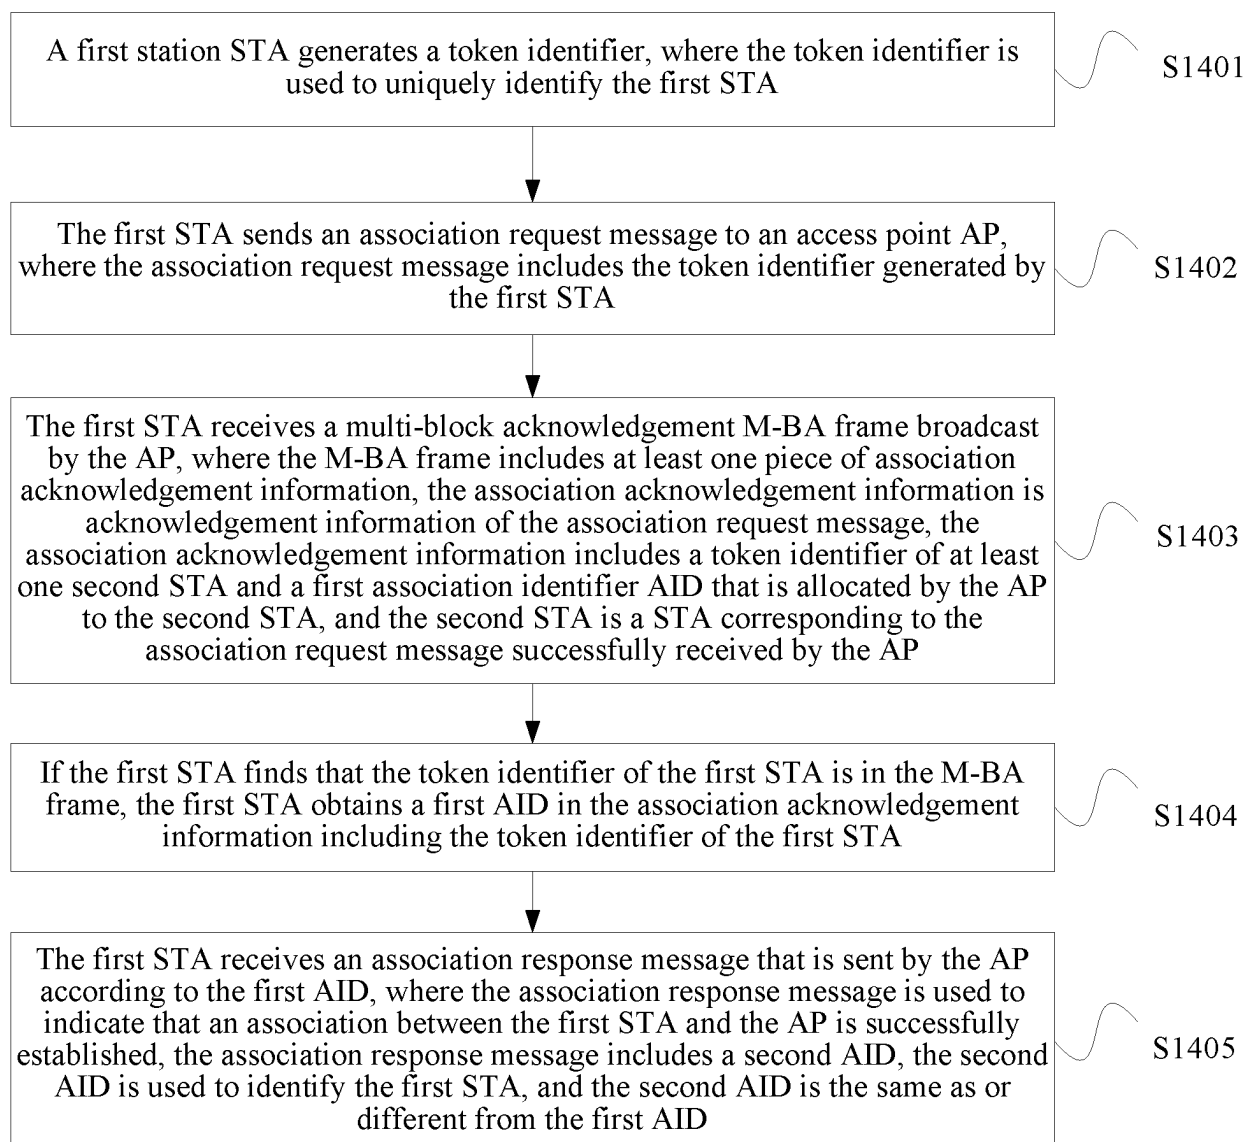 A first station STA generates a token identifier, where the token identifier is
used to uniquely identify the first STA
S1401
The first STA sends an association request message to an access point AP,
where the association request message includes the token identifier generated by
the first STA
S1402
The first STA receives a multi-block acknowledgement M-BA frame broadcast
by the AP, where the M-BA frame includes at least one piece of association
acknowledgement information, the association acknowledgement information is
acknowledgement information of the association request message, the
association acknowledgement information includes a token identifier of at least
one second STA and a first association identifier AID that is allocated by the AP
to the second STA, and the second STA is a STA corresponding to the
association request message successfully received by the AP
S1403
If the first STA finds that the token identifier of the first STA is in the M-BA
frame, the first STA obtains a first AID in the association acknowledgement
information including the token identifier of the first STA
S1404
The first STA receives an association response message that is sent by the AP
according to the first AID, where the association response message is used to
indicate that an association between the first STA and the AP is successfully
established, the association response message includes a second AID, the second
AID is used to identify the first STA, and the second AID is the same as or
different from the first AID
S1405